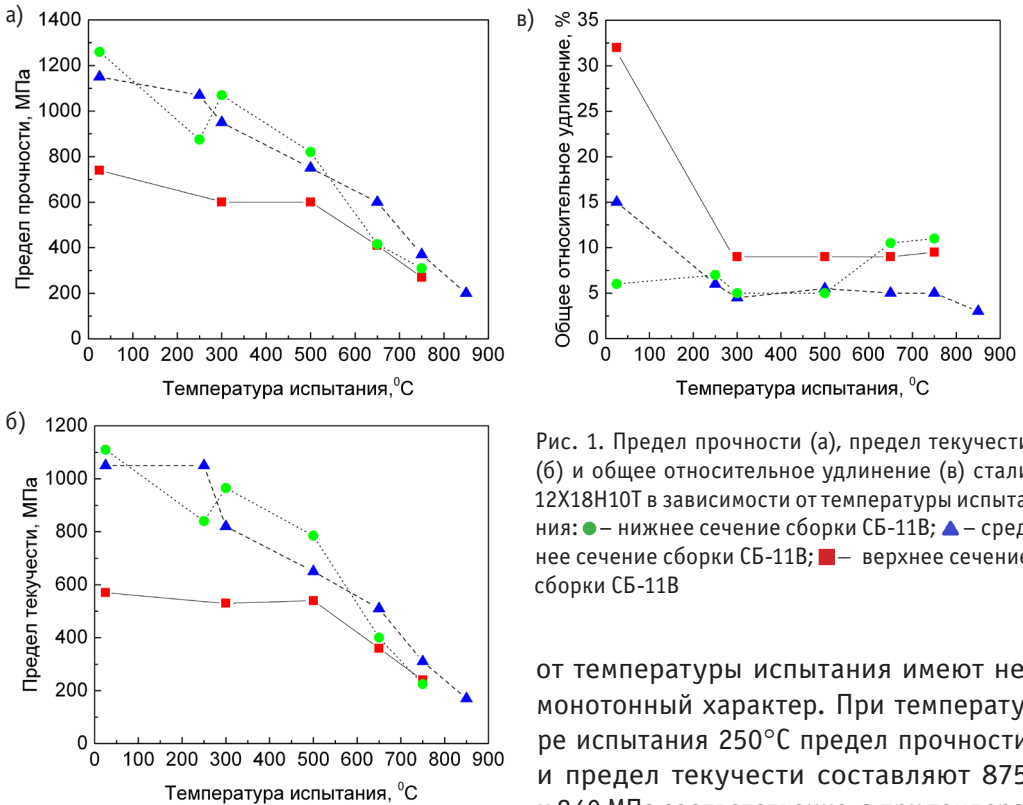 а)
1400
1200
1000
800
600
400
200
0
Предел прочности, МПа
0 100 200 300 400 500 600 700 800 900
Температура испытания,⁰С
в)
35
30
25
20
15
10
5
0
Общее относительное удлинение, %
0 100 200 300 400 500 600 700 800 900
Температура испытания, ⁰С
б)
1200
1000
800
600
400
200
0
Предел текучести, МПа
0 100 200 300 400 500 600 700 800 900
Температура испытания, ⁰С
Рис. 1. Предел прочности (а), предел текучести
(б) и общее относительное удлинение (в) стали
12Х18Н10Т в зависимости от температуры испыта
ния: ● – нижнее сечение сборки СБ-11В; ▲ – сред
нее сечение сборки СБ-11В; ■ – верхнее сечение
сборки СБ-11В
от температуры испытания имеют не
монотонный характер. При температу
ре испытания 250°С предел прочности
и предел текучести составляют 875